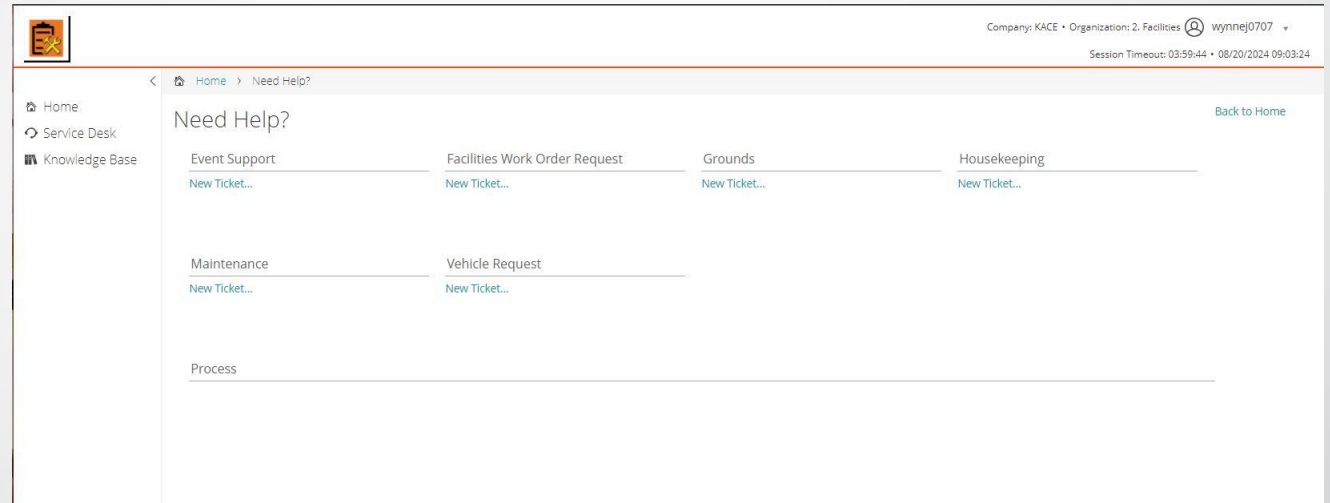 Company: KACE • Organization: 2. Facilities wynnej0707
Session Timeout: 03:59:44 • 08/20/2024 09:03:24
Home > Need Help?
Home
Service Desk
Knowledge Base
Need Help?
Back to Home
Event Support
Facilities Work Order Request
Grounds
Housekeeping
New Ticket...
New Ticket...
New Ticket...
New Ticket...
Maintenance
Vehicle Request
New Ticket...
New Ticket...
Process